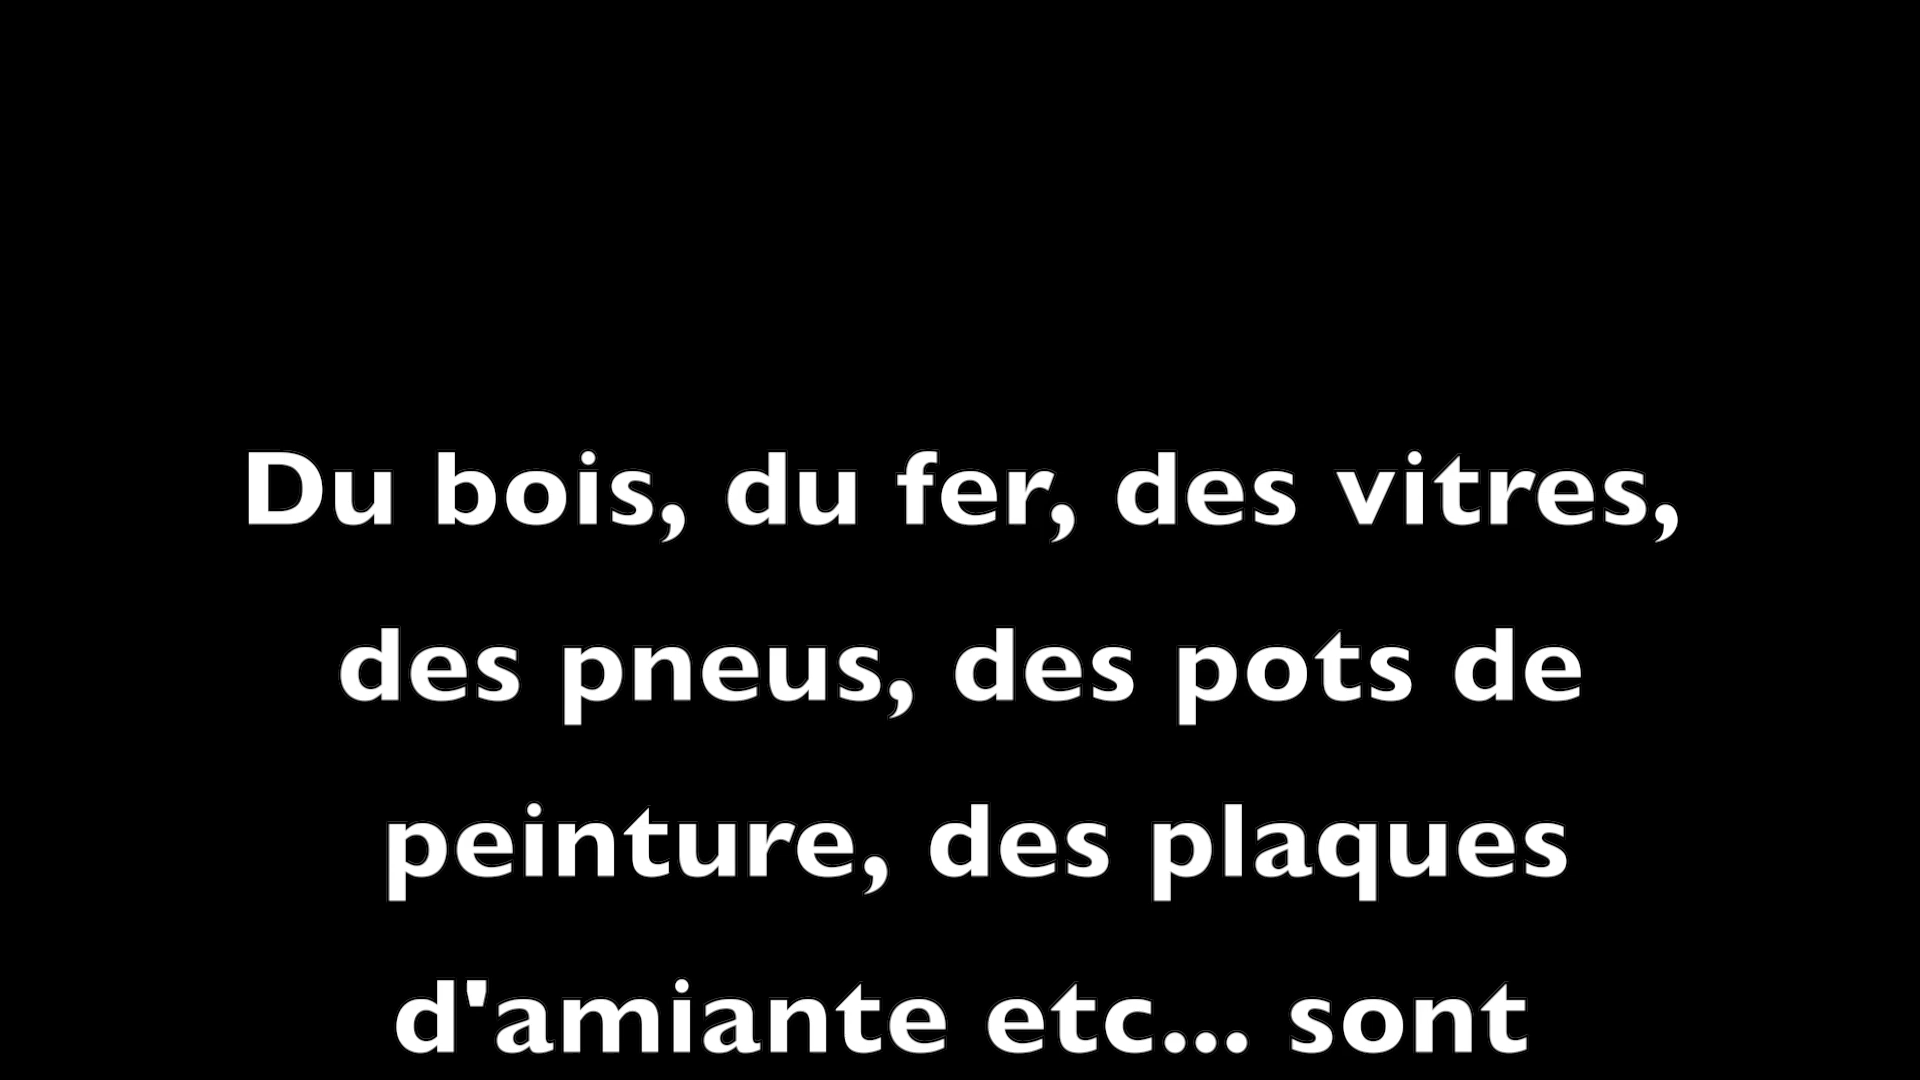 Du bois, du fer, des vitres,
des pneus, des pots de
peinture, des plaques
d'amiante etc... sont